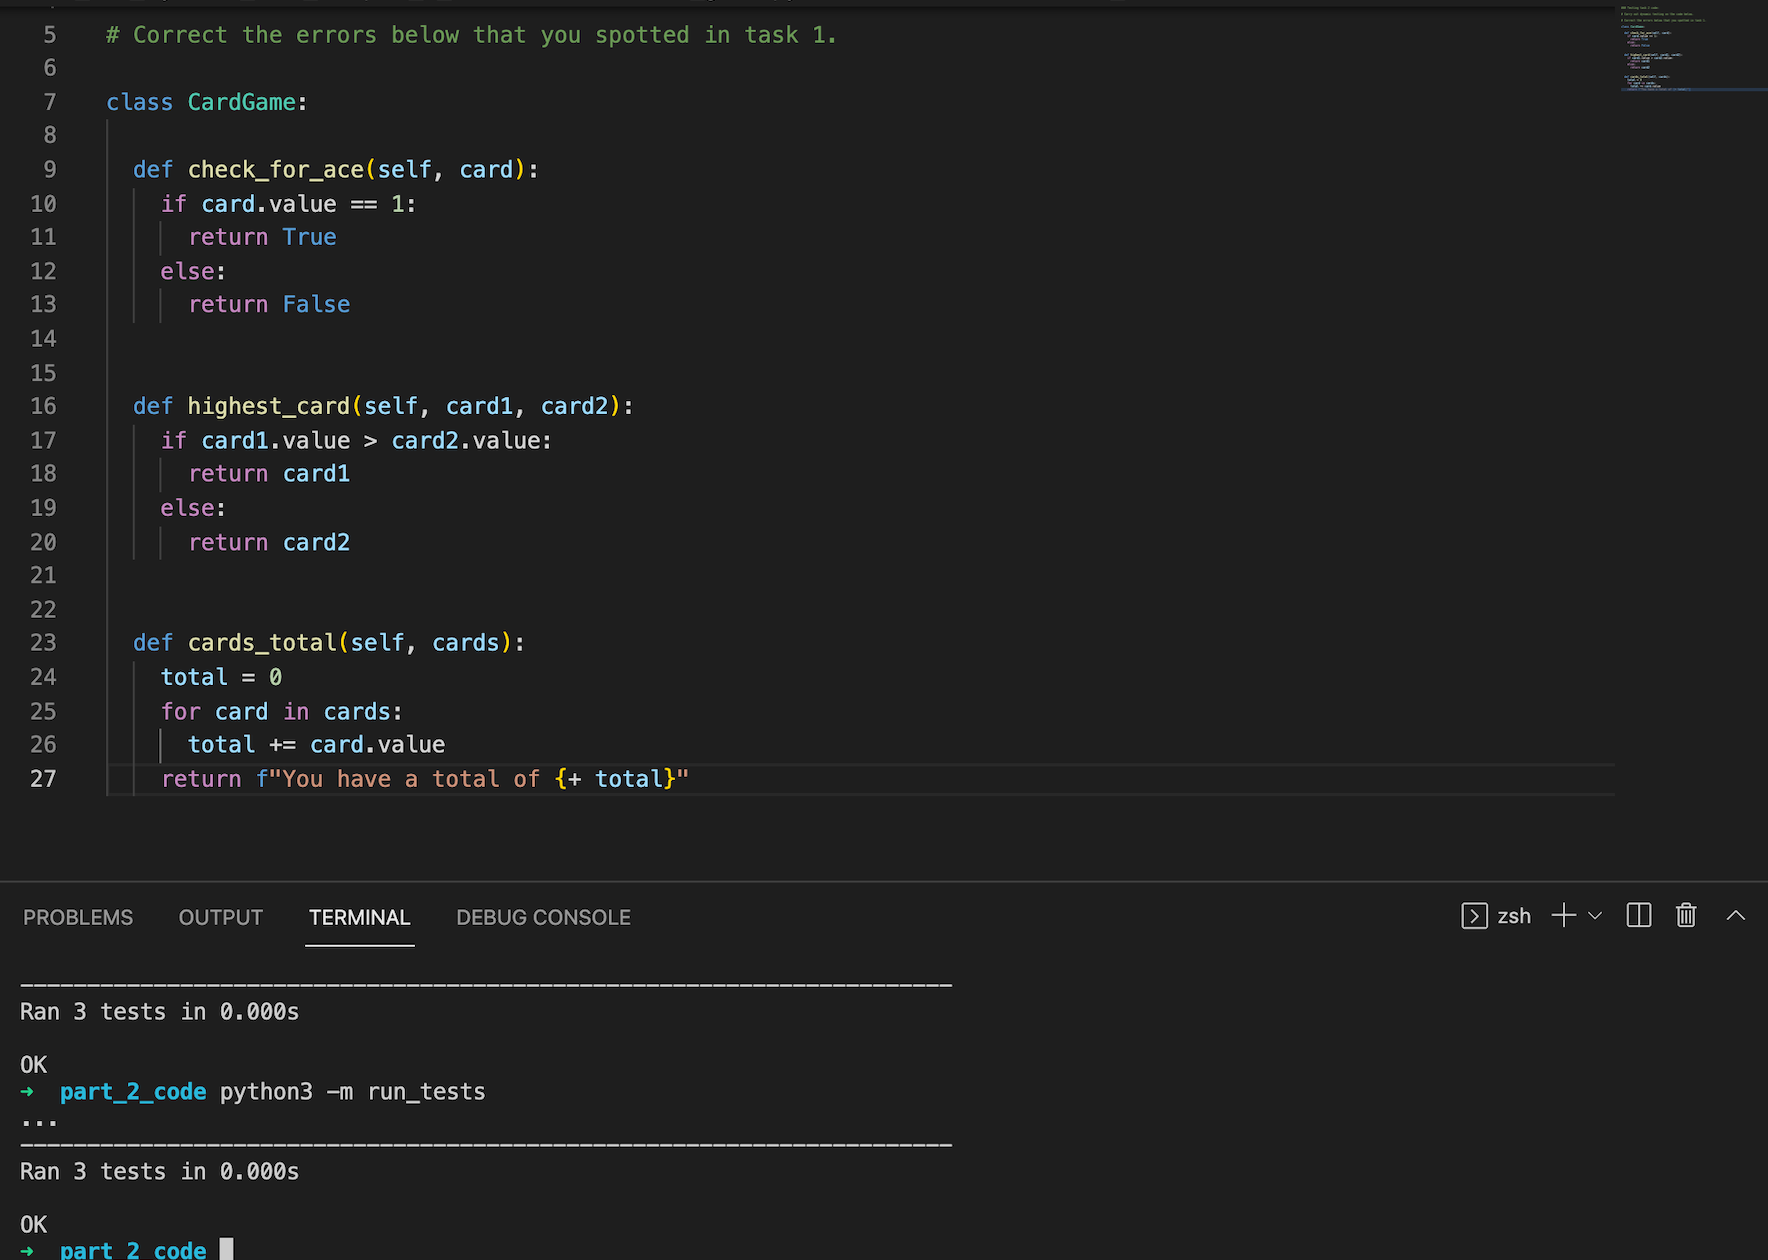 5 # Correct the errors below that you spotted in task 1.
6
7 class CardGame:
8
9 def check_for_ace(self, card):
10 if card.value == 1:
11 return True
12 else:
13 return False
14
15
16 def highest_card(self, card1, card2):
17 if card1.value > card2.value:
18 return card1
19 else:
20 return card2
21
22
23 def cards_total(self, cards):
24 total = 0
25 for card in cards:
26 total += card.value
27 return f"You have a total of {+ total}"
PROBLEMS OUTPUT TERMINAL DEBUG CONSOLE zsh
----------------------------------------------------------------------
Ran 3 tests in 0.000s
OK
➜ part_2_code python3 -m run_tests
...
----------------------------------------------------------------------
Ran 3 tests in 0.000s
OK
➜ part_2_code